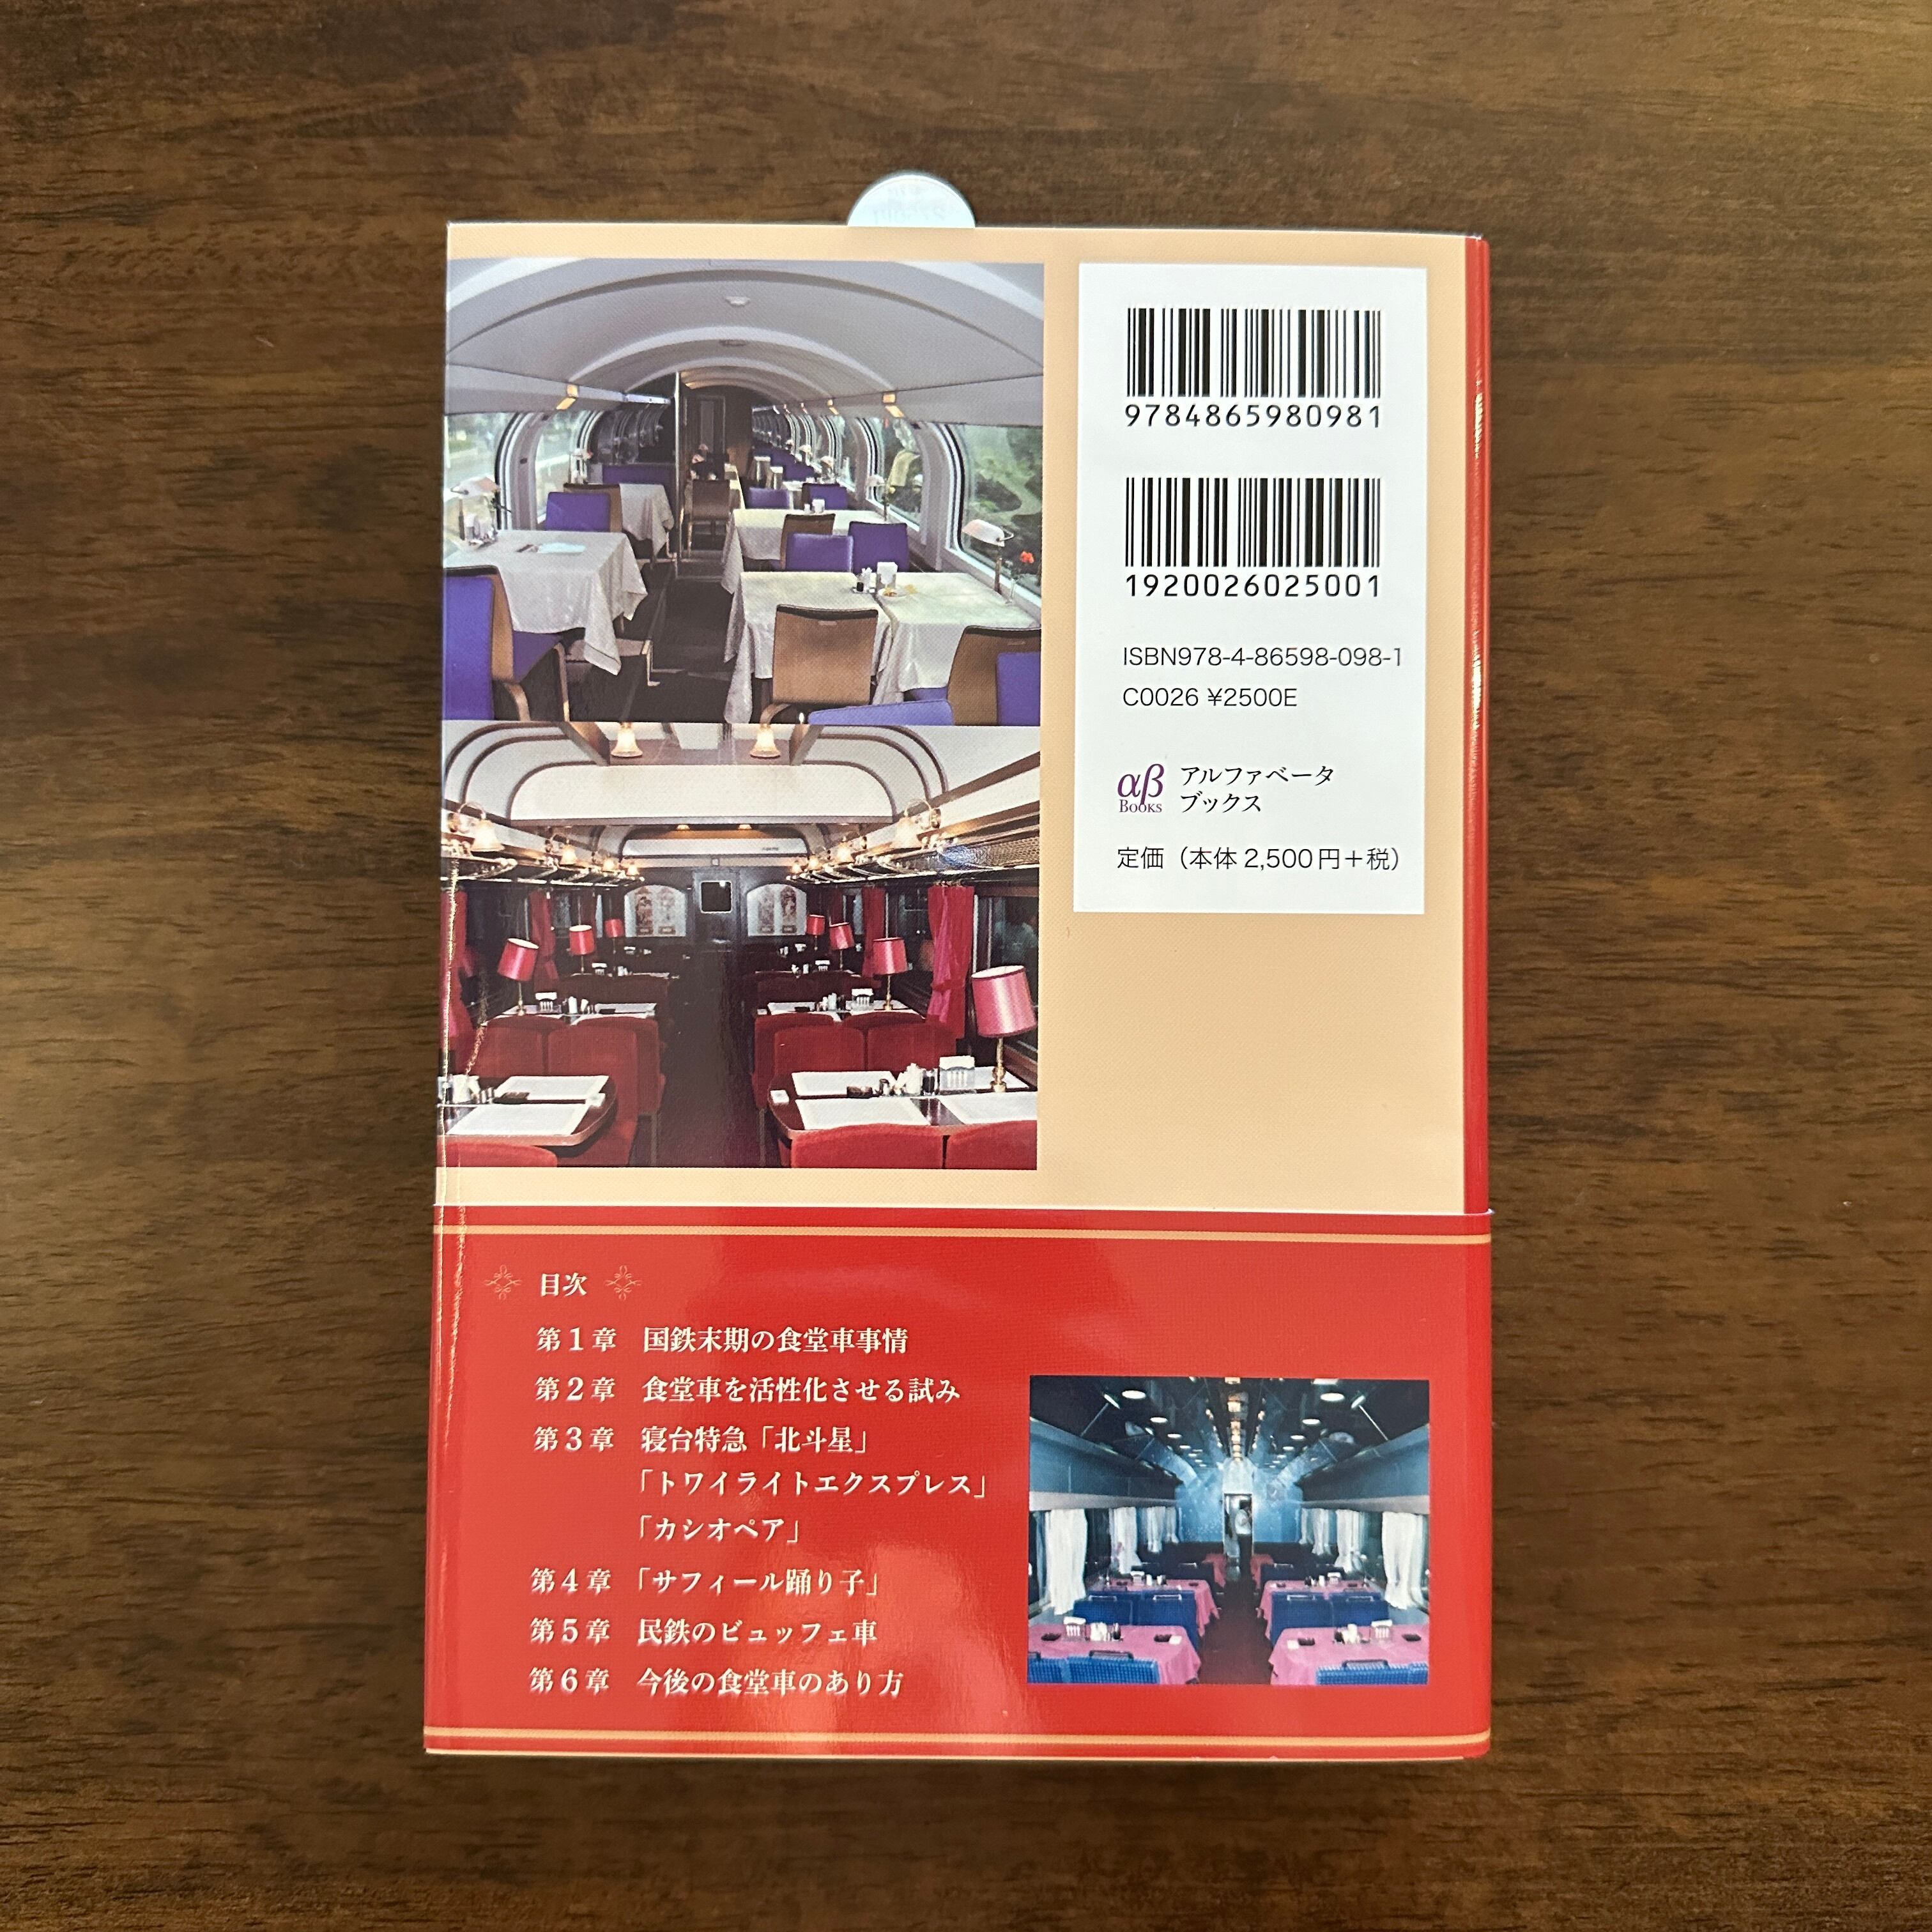 9784865980981
1920026025001
ISBN978-4-86598-098-1
C0026 ¥2500E
αβ
BOOKS
アルファベータ
ブックス
定価（本体 2,500 円＋税）
目次
第1章 国鉄末期の食堂車事情
第2章 食堂車を活性化させる試み
第3章 寝台特急「北斗星」
「トワイライトエクスプレス」
「カシオペア」
第4章 「サフィール踊り子」
第5章 民鉄のビュッフェ車
第6章 今後の食堂車のあり方